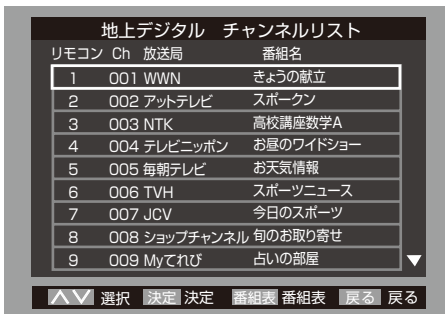 地上デジタル チャンネルリスト
リモコン Ch 放送局 番組名
1 001 WWN きょうの献立
2 002 アットテレビ スポークン
3 003 NTK 高校講座数学A
4 004 テレビニッポン お昼のワイドショー
5 005 毎朝テレビ お天気情報
6 006 TVH スポーツニュース
7 007 JCV 今日のスポーツ
8 008 ショップチャンネル 旬のお取り寄せ
9 009 Myてれび 占いの部屋
選択 決定 決定 番組表 番組表 戻る 戻る